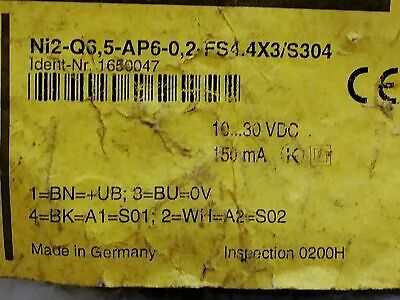 Ni2-Q6,5-AP6-0,2-FS4.4X3/S304
Ident-Nr. 1650047
CE
10...30 VDC
150 mA
1=BN=+UB; 3=BU=0V
4=BK=A1=S01; 2=WH=A2=S02
Made in Germany
Inspection 0200H